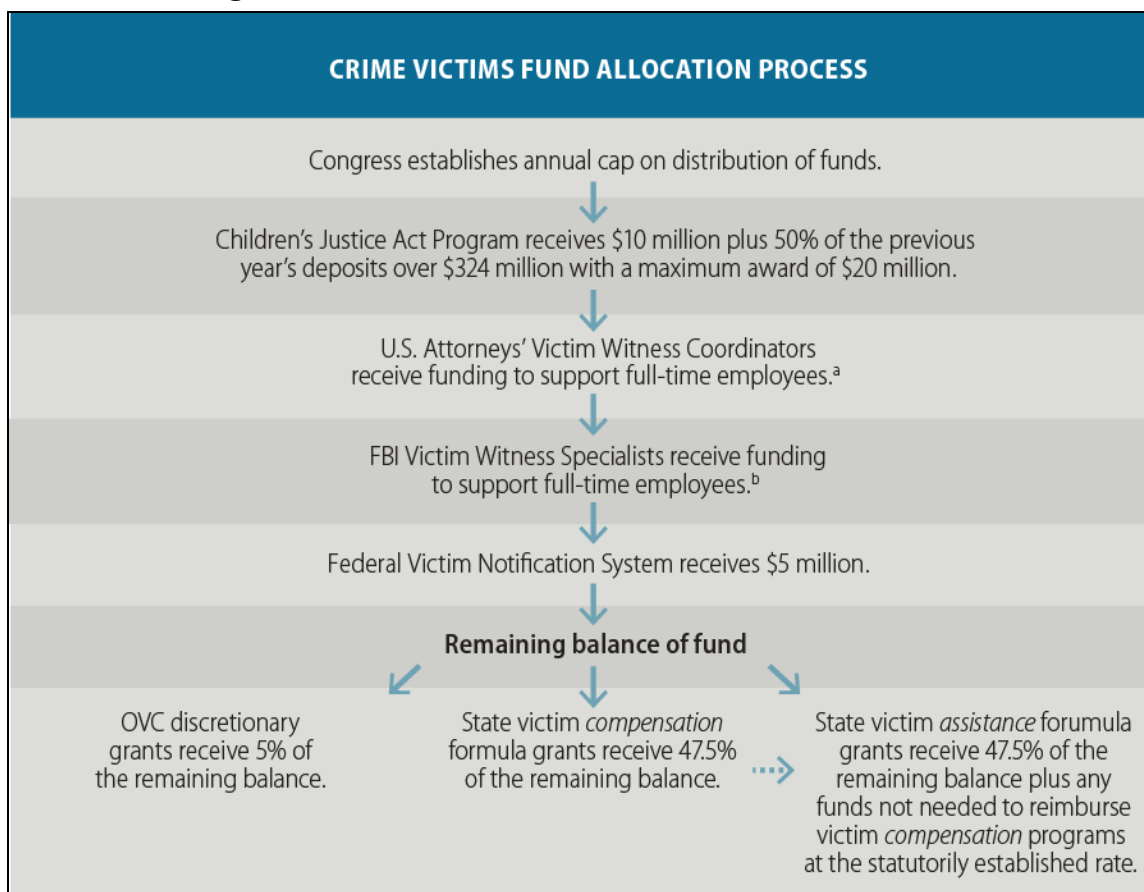 CRIME VICTIMS FUND ALLOCATION PROCESS
Congress establishes annual cap on distribution of funds.
Children's Justice Act Program receives $10 million plus 50% of the previous
year's deposits over $324 million with a maximum award of $20 million.
U.S. Attorneys' Victim Witness Coordinators
receive funding to support full-time employees.a
FBI Victim Witness Specialists receive funding
to support full-time employees.b
Federal Victim Notification System receives $5 million.
Remaining balance of fund
OVC discretionary
grants receive 5% of
the remaining balance.
State victim compensation
formula grants receive 47.5%
of the remaining balance.
State victim assistance forumula
grants receive 47.5% of the
remaining balance plus any
funds not needed to reimburse
victim compensation programs
at the statutorily established rate.